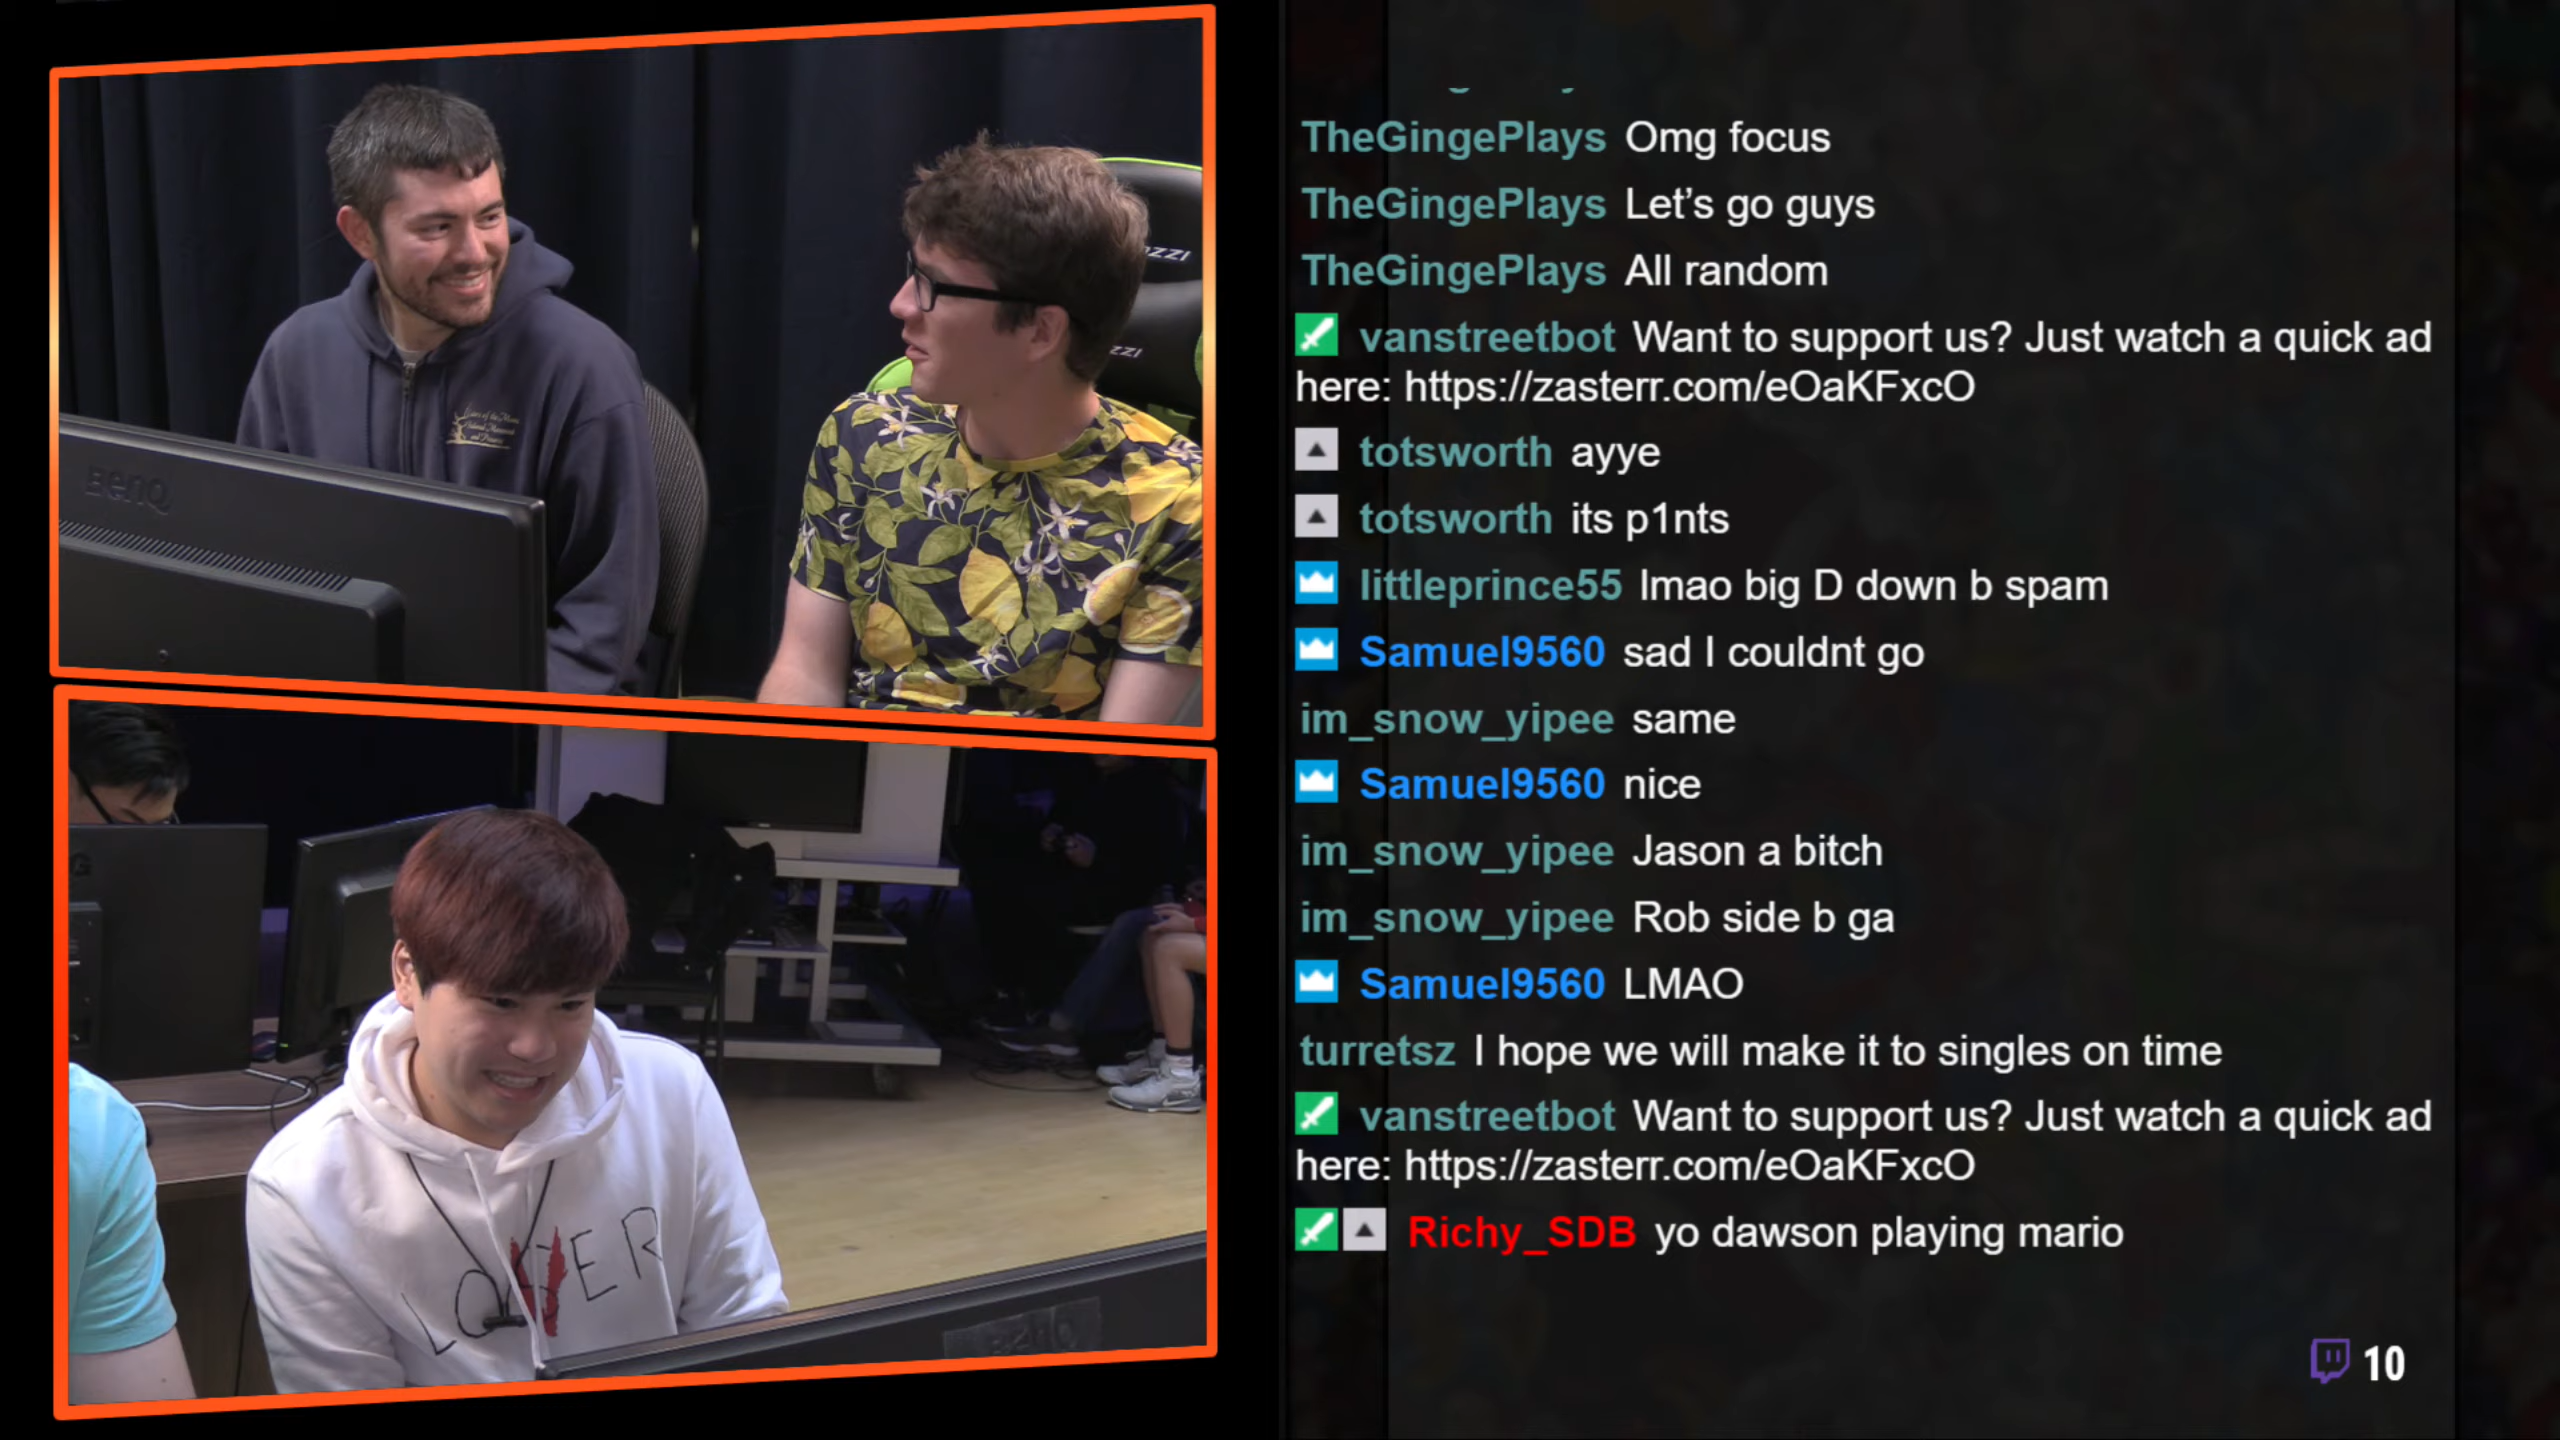 TheGingePlays Omg focus
TheGingePlays Let’s go guys
TheGingePlays All random
vanstreetbot Want to support us? Just watch a quick ad
here: https://zasterr.com/eOaKFxcO
totsworth ayye
totsworth its p1nts
littleprince55 lmao big D down b spam
Samuel9560 sad I couldnt go
im_snow_yipee same
Samuel9560 nice
im_snow_yipee Jason a bitch
im_snow_yipee Rob side b ga
Samuel9560 LMAO
turretsz I hope we will make it to singles on time
vanstreetbot Want to support us? Just watch a quick ad
here: https://zasterr.com/eOaKFxcO
Richy_SDB yo dawson playing mario
10
BenQ
LOSER